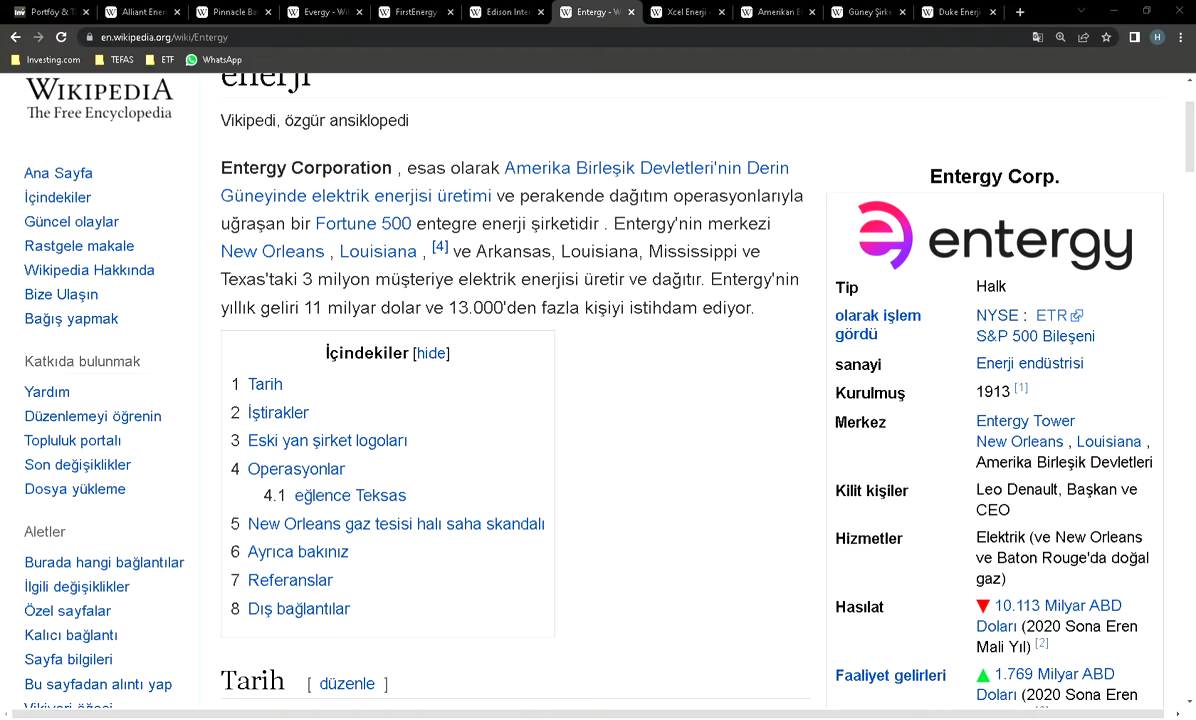 Portföy & T
Alliant Ener
Pinnacle Ba
Evergy - Wi
FirstEnergy
Edison Inte
Entergy - W
Xcel Enerji -
Amerikan E
Güney Şirke
Duke Enerji
en.wikipedia.org/wiki/Entergy
H
Investing.com
TEFAS
ETF
WhatsApp
WIKIPEDIA
The Free Encyclopedia
Ana Sayfa
İçindekiler
Güncel olaylar
Rastgele makale
Wikipedia Hakkında
Bize Ulaşın
Bağış yapmak
Katkıda bulunmak
Yardım
Düzenlemeyi öğrenin
Topluluk portalı
Son değişiklikler
Dosya yükleme
Aletler
Burada hangi bağlantılar
İlgili değişiklikler
Özel sayfalar
Kalıcı bağlantı
Sayfa bilgileri
Bu sayfadan alıntı yap
Vikiveri öğesi
enerji
Vikipedi, özgür ansiklopedi
Entergy Corporation , esas olarak Amerika Birleşik Devletleri'nin Derin
Güneyinde elektrik enerjisi üretimi ve perakende dağıtım operasyonlarıyla
uğraşan bir Fortune 500 entegre enerji şirketidir . Entergy'nin merkezi
New Orleans , Louisiana , [4] ve Arkansas, Louisiana, Mississippi ve
Texas'taki 3 milyon müşteriye elektrik enerjisi üretir ve dağıtır. Entergy'nin
yıllık geliri 11 milyar dolar ve 13.000'den fazla kişiyi istihdam ediyor.
İçindekiler [hide]
1 Tarih
2 İştirakler
3 Eski yan şirket logoları
4 Operasyonlar
4.1 eğlence Teksas
5 New Orleans gaz tesisi halı saha skandalı
6 Ayrıca bakınız
7 Referanslar
8 Dış bağlantılar
Tarih [ düzenle ]
Entergy Corp.
entergy
Tip Halk
olarak işlem NYSE : ETR
gördü S&P 500 Bileşeni
sanayi Enerji endüstrisi
Kurulmuş 1913 [1]
Merkez Entergy Tower
New Orleans , Louisiana ,
Amerika Birleşik Devletleri
Kilit kişiler Leo Denault, Başkan ve
CEO
Hizmetler Elektrik (ve New Orleans
ve Baton Rouge'da doğal
gaz)
Hasılat ▼ 10.113 Milyar ABD
Doları (2020 Sona Eren
Mali Yıl) [2]
Faaliyet gelirleri ▲ 1.769 Milyar ABD
Doları (2020 Sona Eren